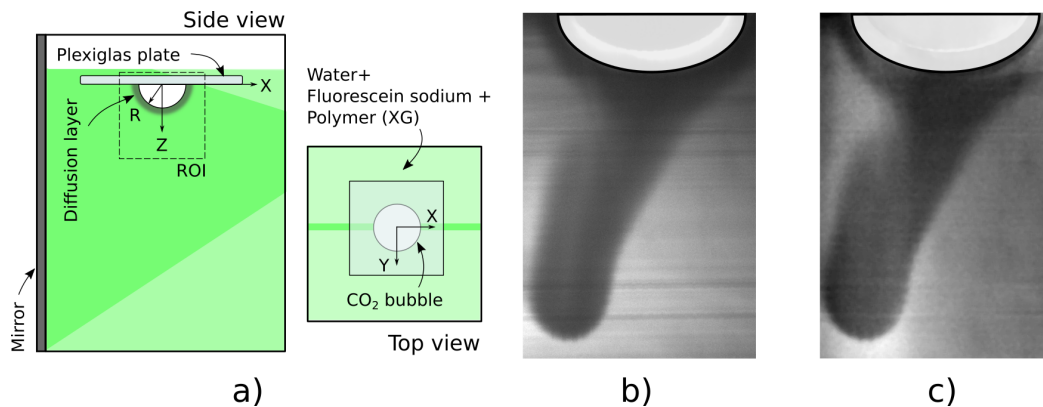 Side view
Plexiglas plate
X
R
Z
ROI
Diffusion layer
Mirror
Water+
Fluorescein sodium +
Polymer (XG)
X
Y
CO₂ bubble
Top view
a)
b)
c)